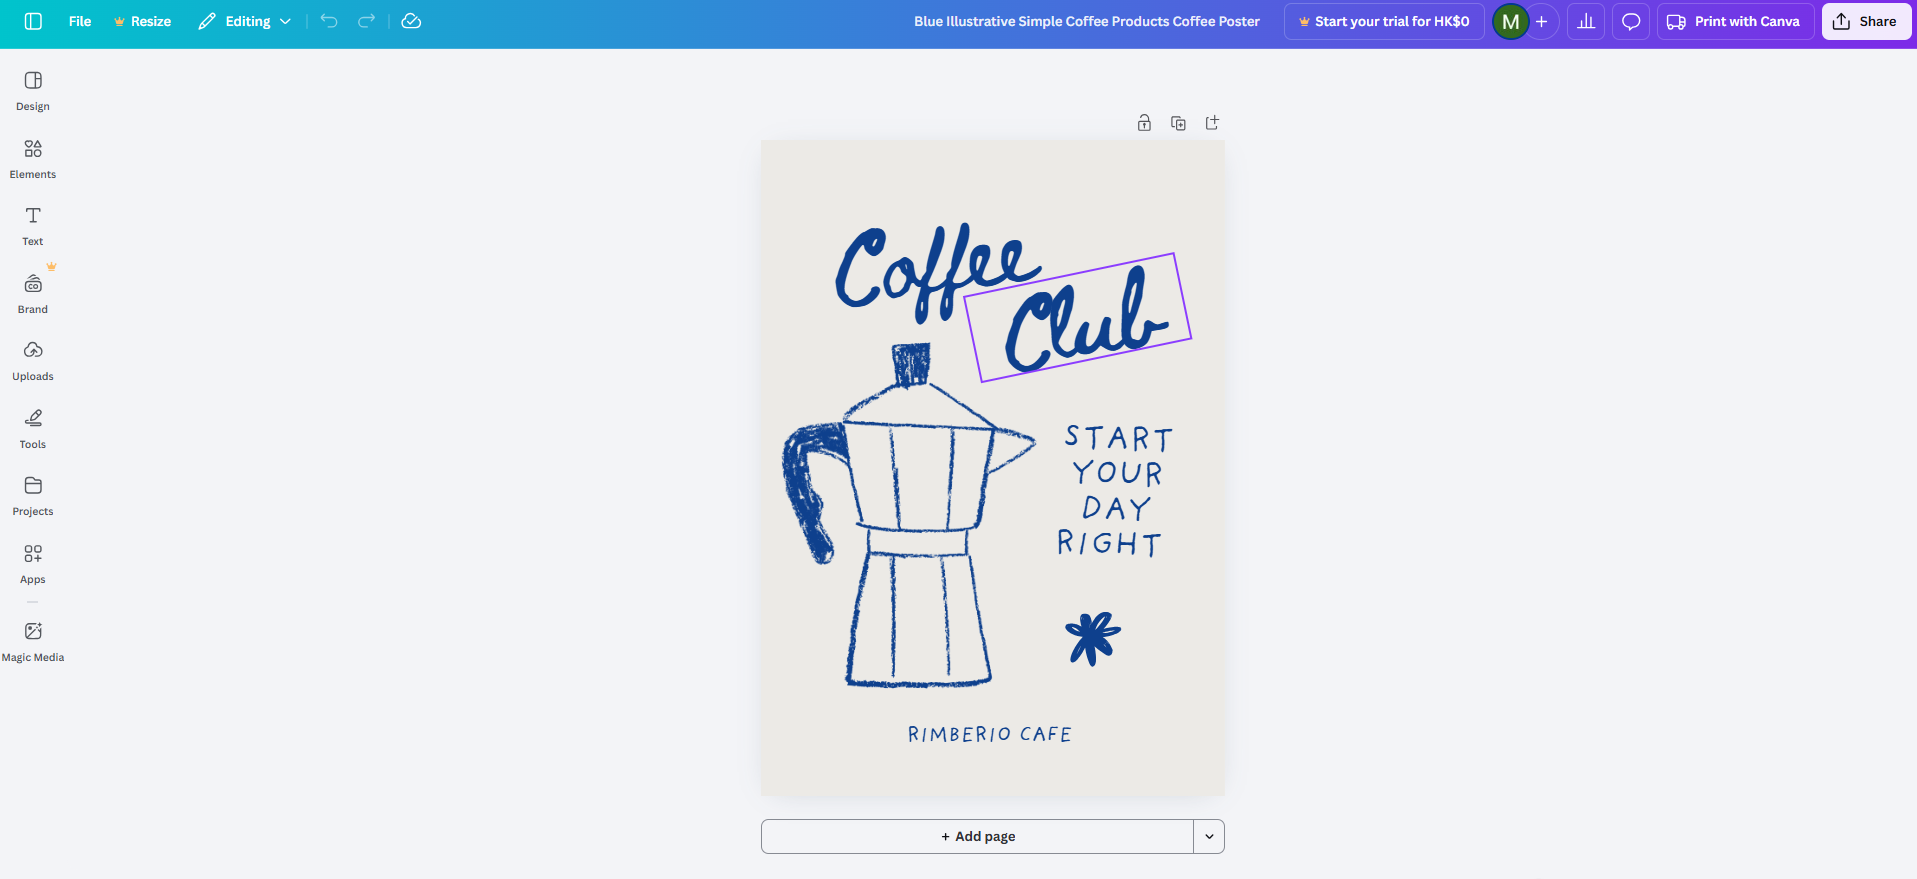 File
Resize
Editing
Blue Illustrative Simple Coffee Products Coffee Poster
Start your trial for HK$0
M
Print with Canva
Share
Design
Elements
Text
CO
Brand
Uploads
Tools
Projects
Apps
Magic Media
Coffee
Club
START
YOUR
DAY
RIGHT
RIMBERIO CAFE
+ Add page